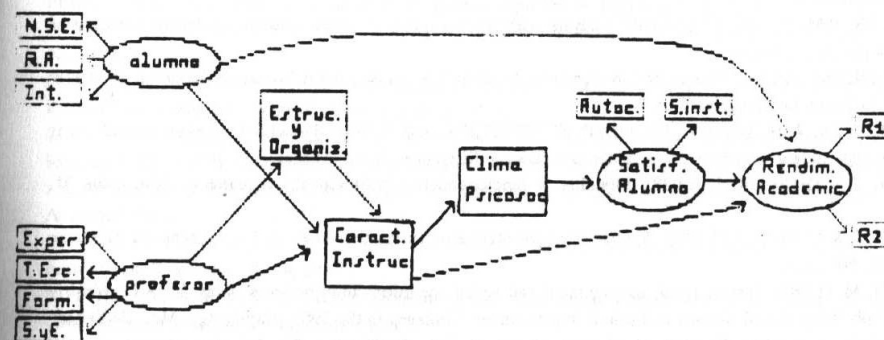 N.S.E.
R.A.
Int.
alumno
Estruc.
y
Organiz
Autoc.
S.inst.
Clima
Psicosoc
Satisf.
Alumno
Rendim.
Academic
R1
R2
Caract.
Instruc
Exper
T.Esc.
Form.
S.yE.
profesor